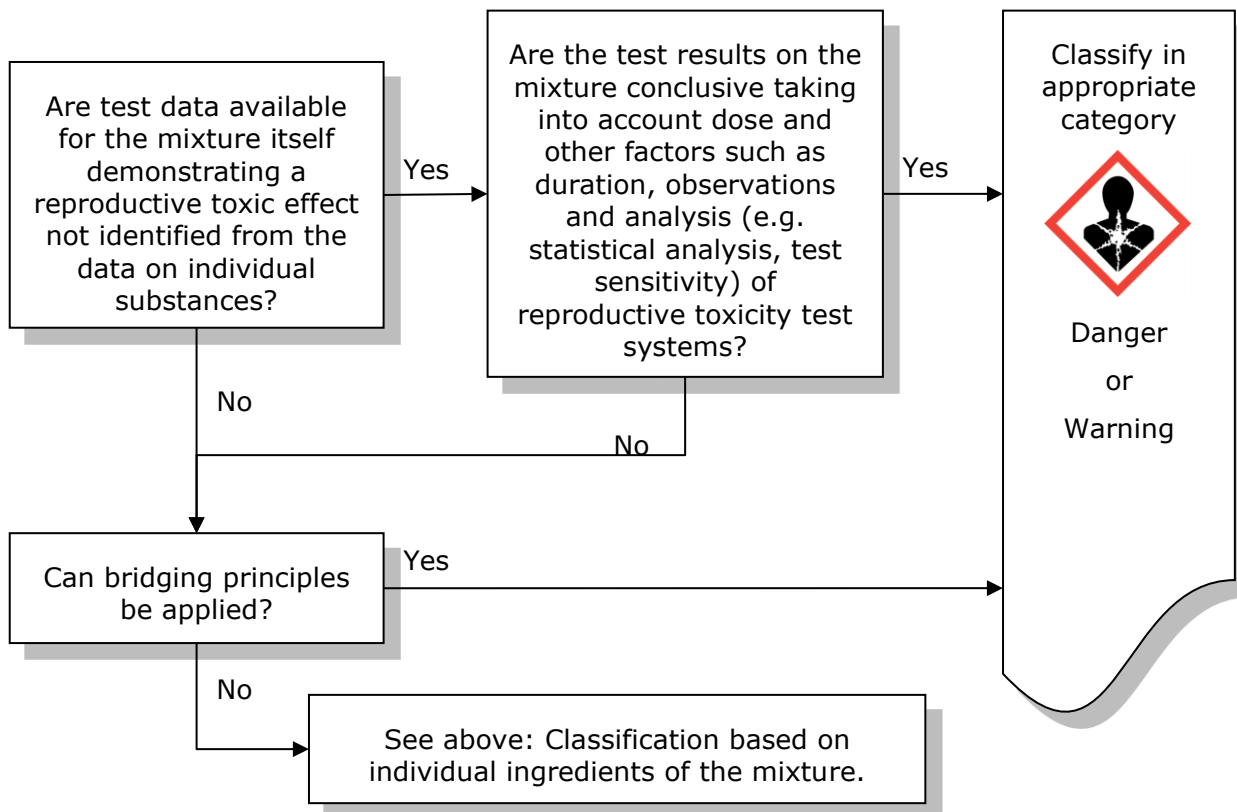 Are test data available
for the mixture itself
demonstrating a
reproductive toxic effect
not identified from the
data on individual
substances?
Yes
Are the test results on the
mixture conclusive taking
into account dose and
other factors such as
duration, observations
and analysis (e.g.
statistical analysis, test
sensitivity) of
reproductive toxicity test
systems?
Yes
Classify in
appropriate
category
Danger
or
Warning
No
No
Can bridging principles
be applied?
Yes
No
See above: Classification based on
individual ingredients of the mixture.